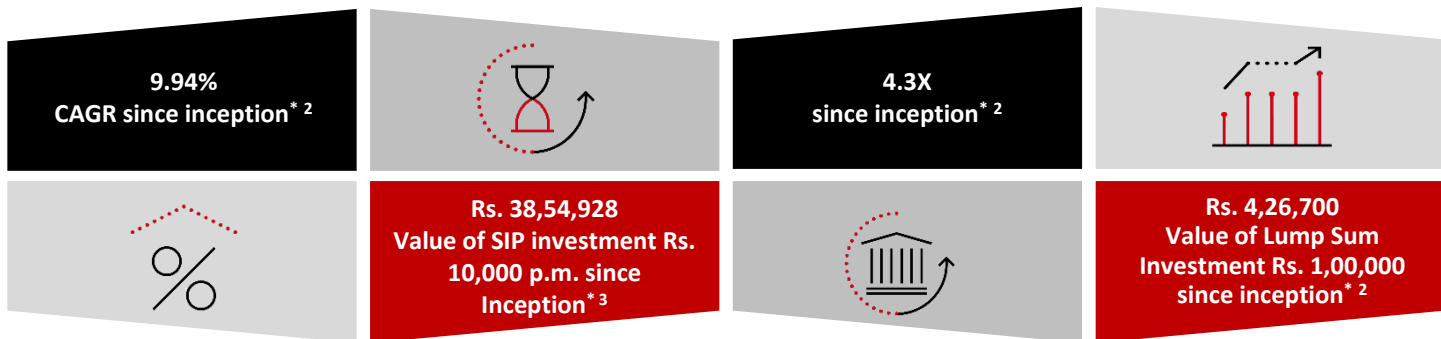 9.94%
CAGR since inception* 2
4.3X
since inception* 2
Rs. 38,54,928
Value of SIP investment Rs.
10,000 p.m. since
Inception* 3
Rs. 4,26,700
Value of Lump Sum
Investment Rs. 1,00,000
since inception* 2